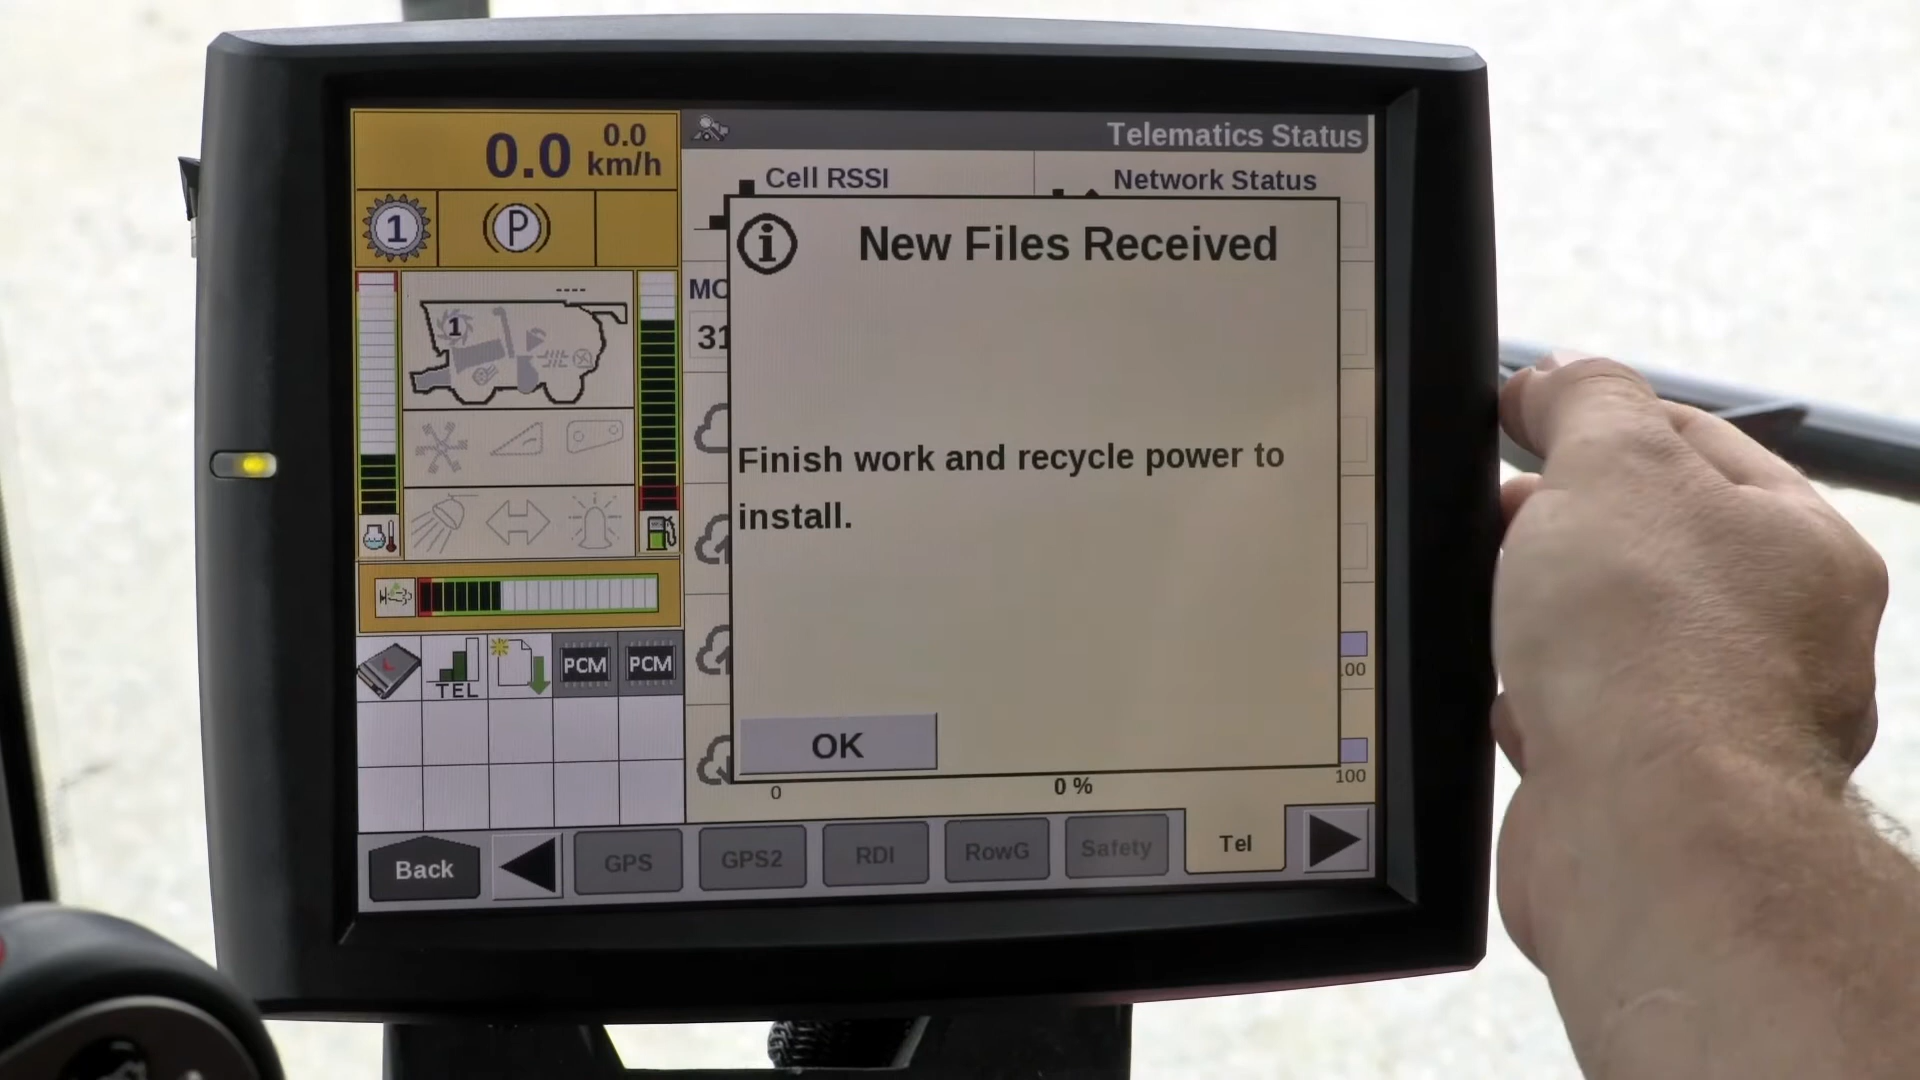 0.0
0.0
km/h
1
P
1
----
TEL
PCM
PCM
Telematics Status
Cell RSSI
Network Status
New Files Received
Finish work and recycle power to
install.
OK
0
0 %
100
Back
GPS
GPS2
RDI
RowG
Safety
Tel